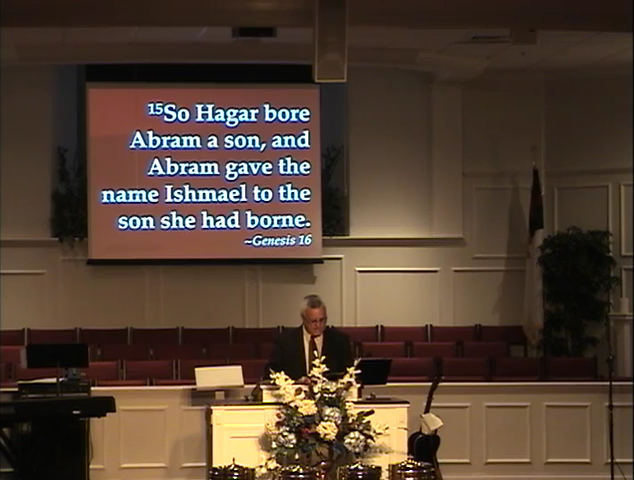 15So Hagar bore
Abram a son, and
Abram gave the
name Ishmael to the
son she had borne.
~Genesis 16